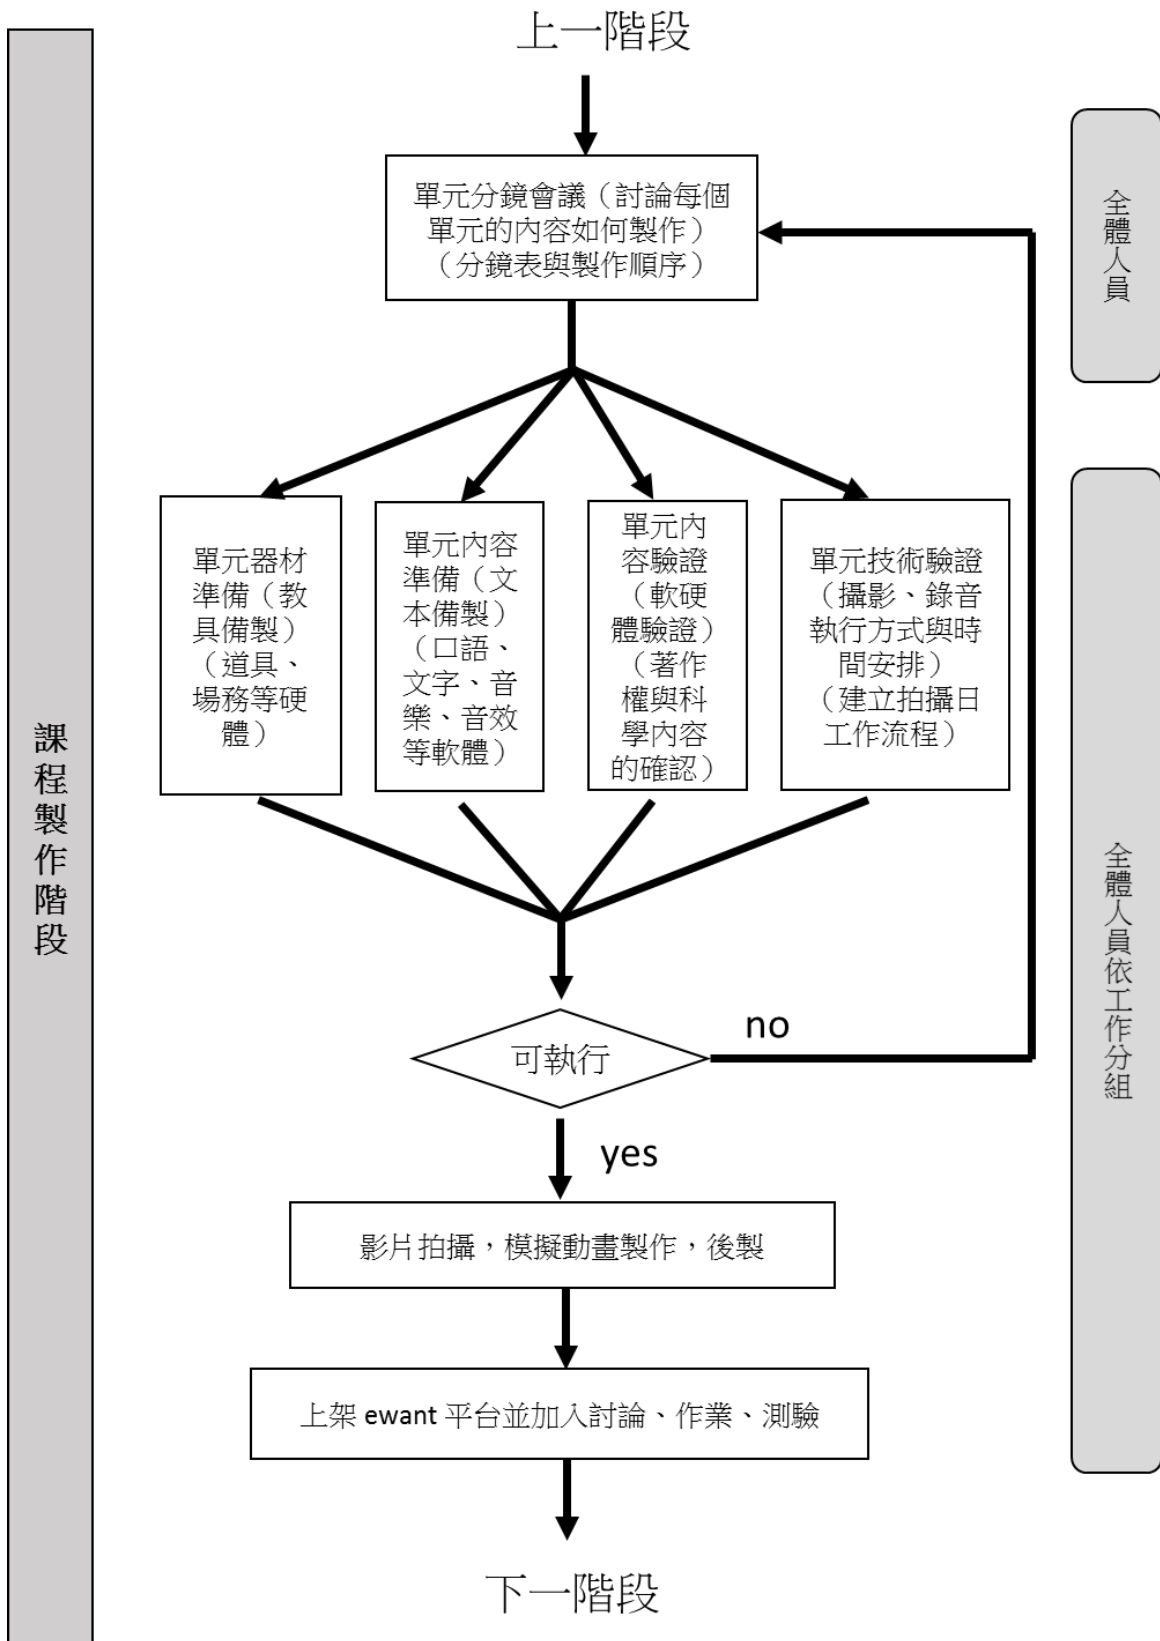 上一階段
單元分鏡會議（討論每個
單元的內容如何製作）
（分鏡表與製作順序）
全體人員
單元器材
準備（教
具備製）
（道具、
場務等硬
體）
單元內容
準備（文
本備製）
（口語、
文字、音
樂、音效
等軟體）
單元內
容驗證
（軟硬
體驗證）
（著作
權與科
學內容
的確認）
單元技術驗證
（攝影、錄音
執行方式與時
間安排）
（建立拍攝日
工作流程）
課程製作階段
全體人員依工作分組
可執行
no
yes
影片拍攝，模擬動畫製作，後製
上架 ewant 平台並加入討論、作業、測驗
下一階段